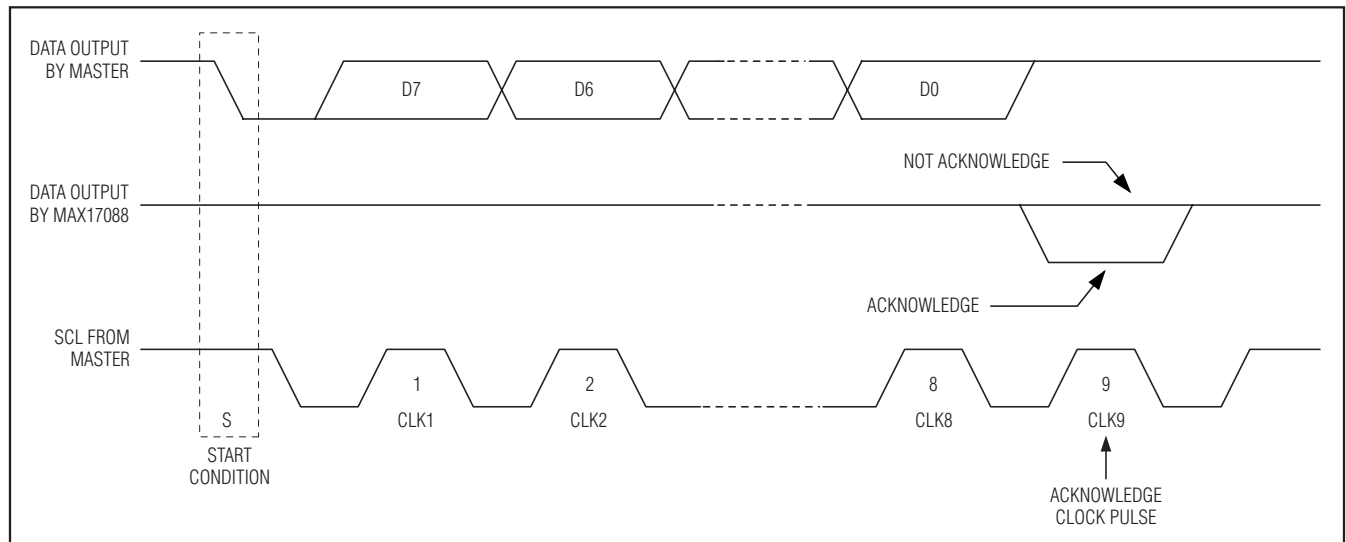 DATA OUTPUT
BY MASTER
D7
D6
D0
NOT ACKNOWLEDGE
DATA OUTPUT
BY MAX17088
ACKNOWLEDGE
SCL FROM
MASTER
1
2
8
9
S
CLK1
CLK2
CLK8
CLK9
START
CONDITION
ACKNOWLEDGE
CLOCK PULSE